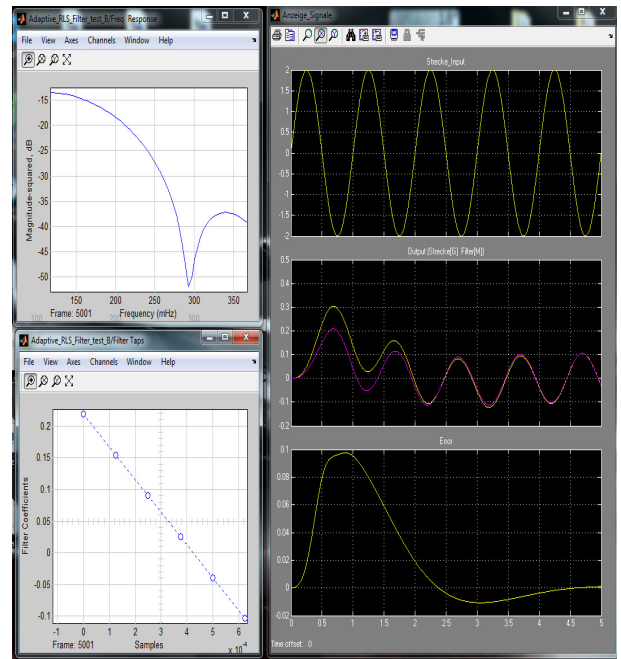 Adaptive_RLS_Filter_test_B/Freq Response
File View Axes Channels Window Help
-15
-20
-25
-30
-35
-40
-45
-50
Magnitude-squared, dB
150 200 250 300 350
100 200 300
Frame: 5001 Frequency (mHz)
Adaptive_RLS_Filter_test_B/Filter Taps
File View Axes Channels Window Help
0.2
0.15
0.1
0.05
0
-0.05
-0.1
Filter Coefficients
-1 0 1 2 3 4 5 6
Frame: 5001 Samples x 10^-4
Anzeige_Signale
Strecke_Input
2
1.5
1
0.5
0
-0.5
-1
-1.5
-2
Output (Strecke[G] Filter[M])
0.5
0.4
0.3
0.2
0.1
0
-0.1
-0.2
Error
0.1
0.08
0.06
0.04
0.02
0
-0.02
0 0.5 1 1.5 2 2.5 3 3.5 4 4.5 5
Time offset: 0